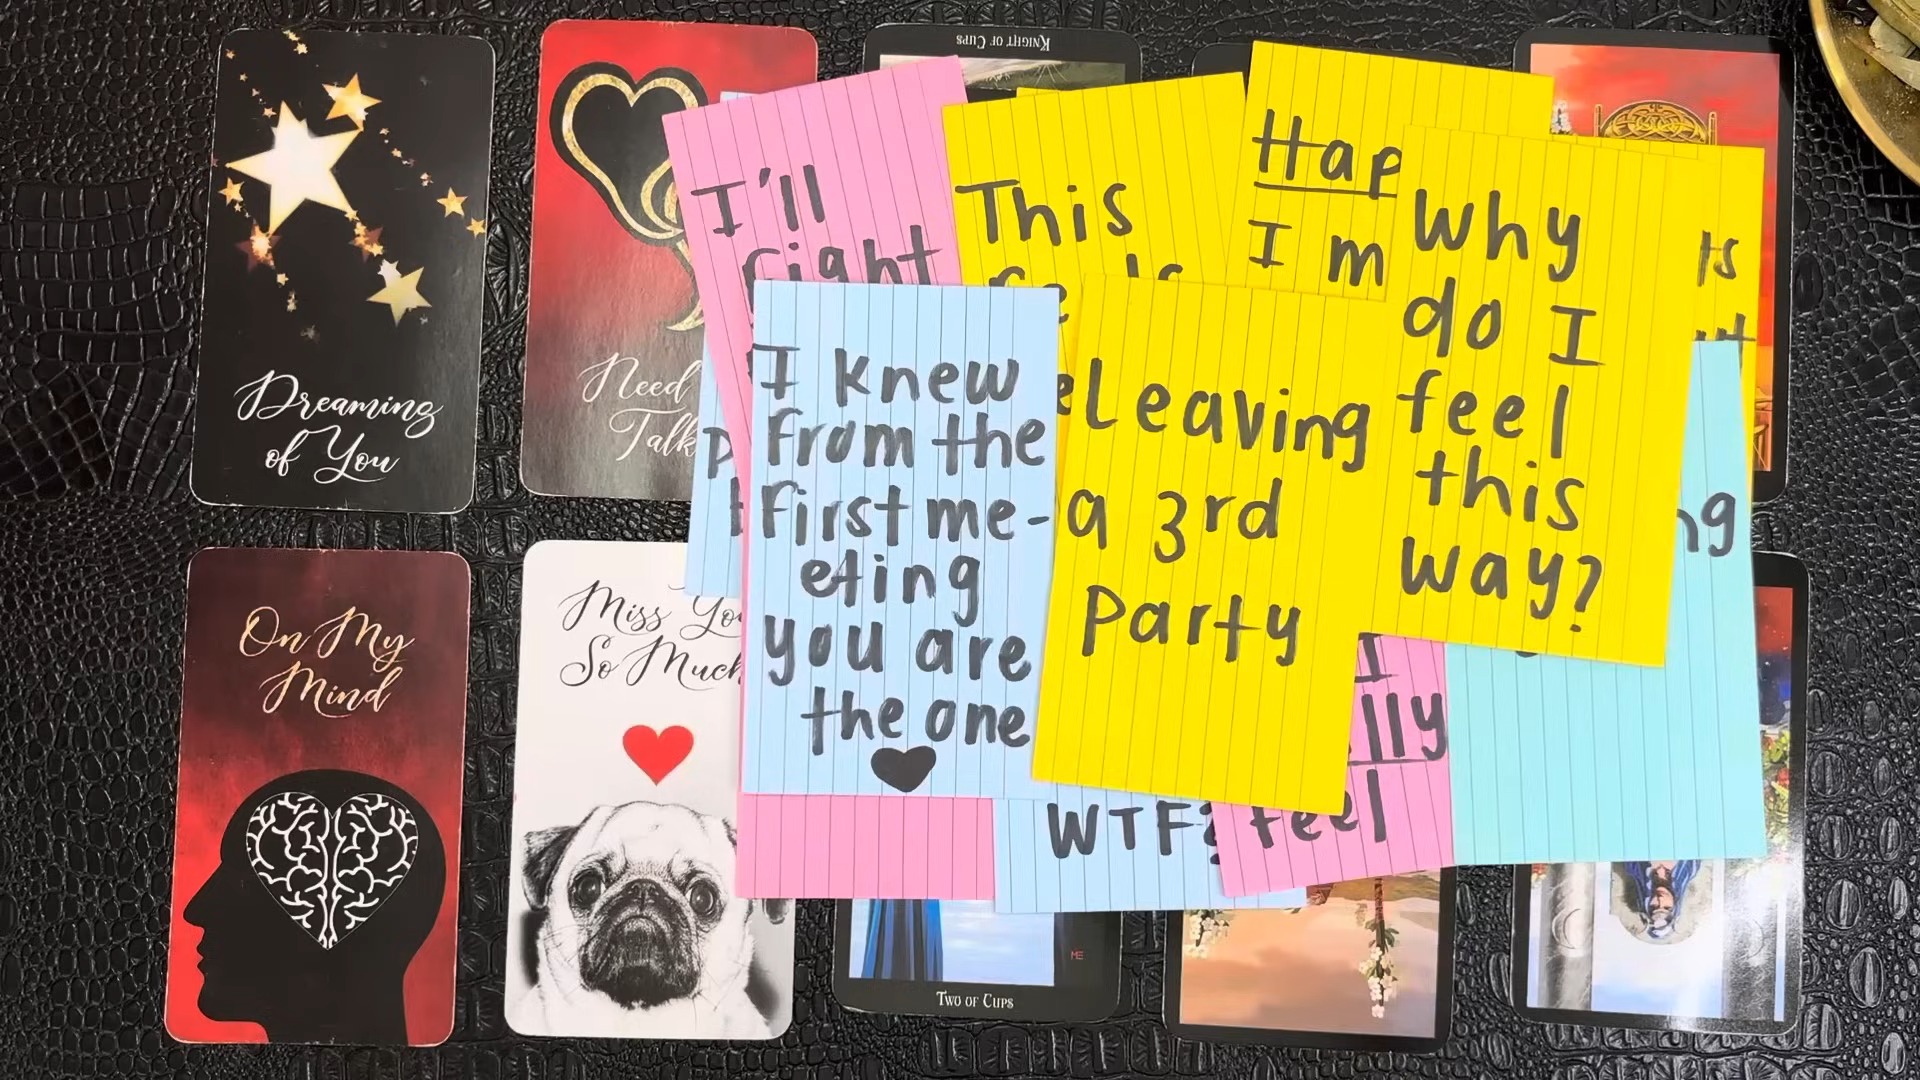 Dreaming
of You
Need
Talk
KNIGHT OF CUPS
I'll
right
This
I m
Why
do I
feel
this
way?
I knew
from the
first me-
eting
you are
the one
Leaving
a 3rd
Party
On My
Mind
Miss You
So Much
I
feel
WTF?
ME
TWO OF CUPS